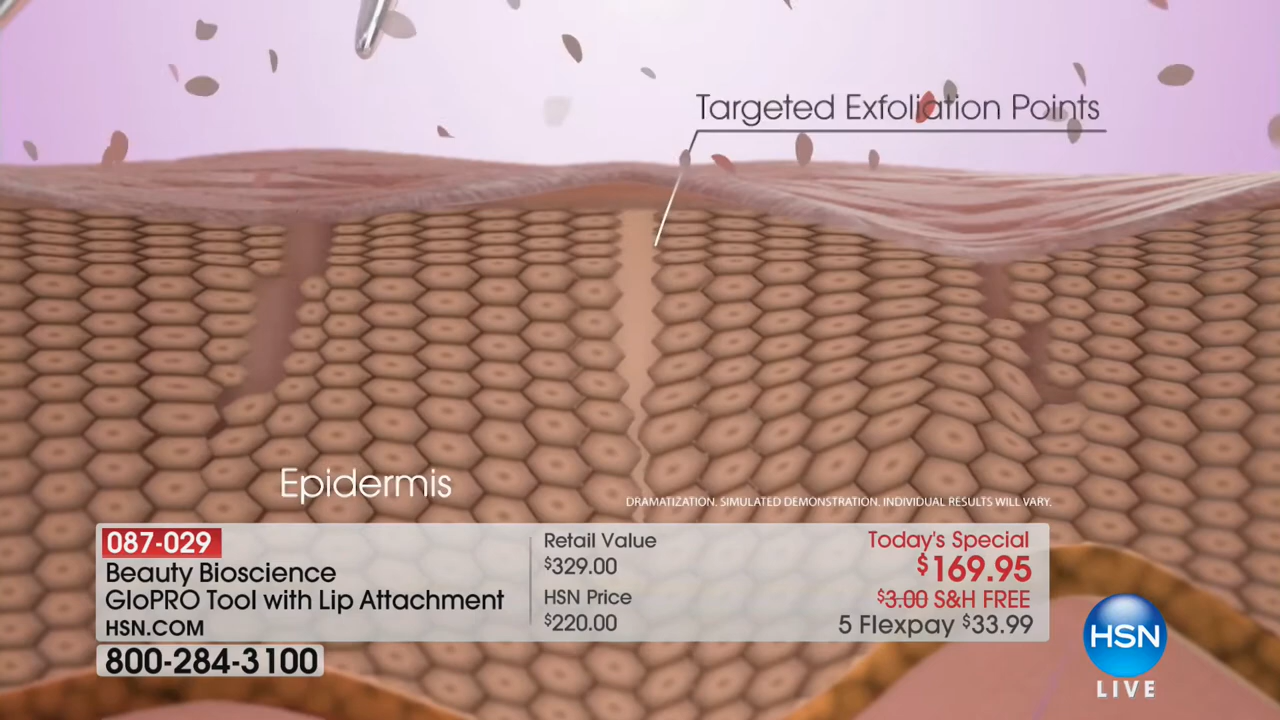 Targeted Exfoliation Points
Epidermis
DRAMATIZATION. SIMULATED DEMONSTRATION. INDIVIDUAL RESULTS WILL VARY.
087-029
Beauty Bioscience
GloPRO Tool with Lip Attachment
HSN.COM
800-284-3100
Retail Value
$329.00
HSN Price
$220.00
Today's Special
$169.95
$3.00 S&H FREE
5 Flexpay $33.99
HSN
LIVE